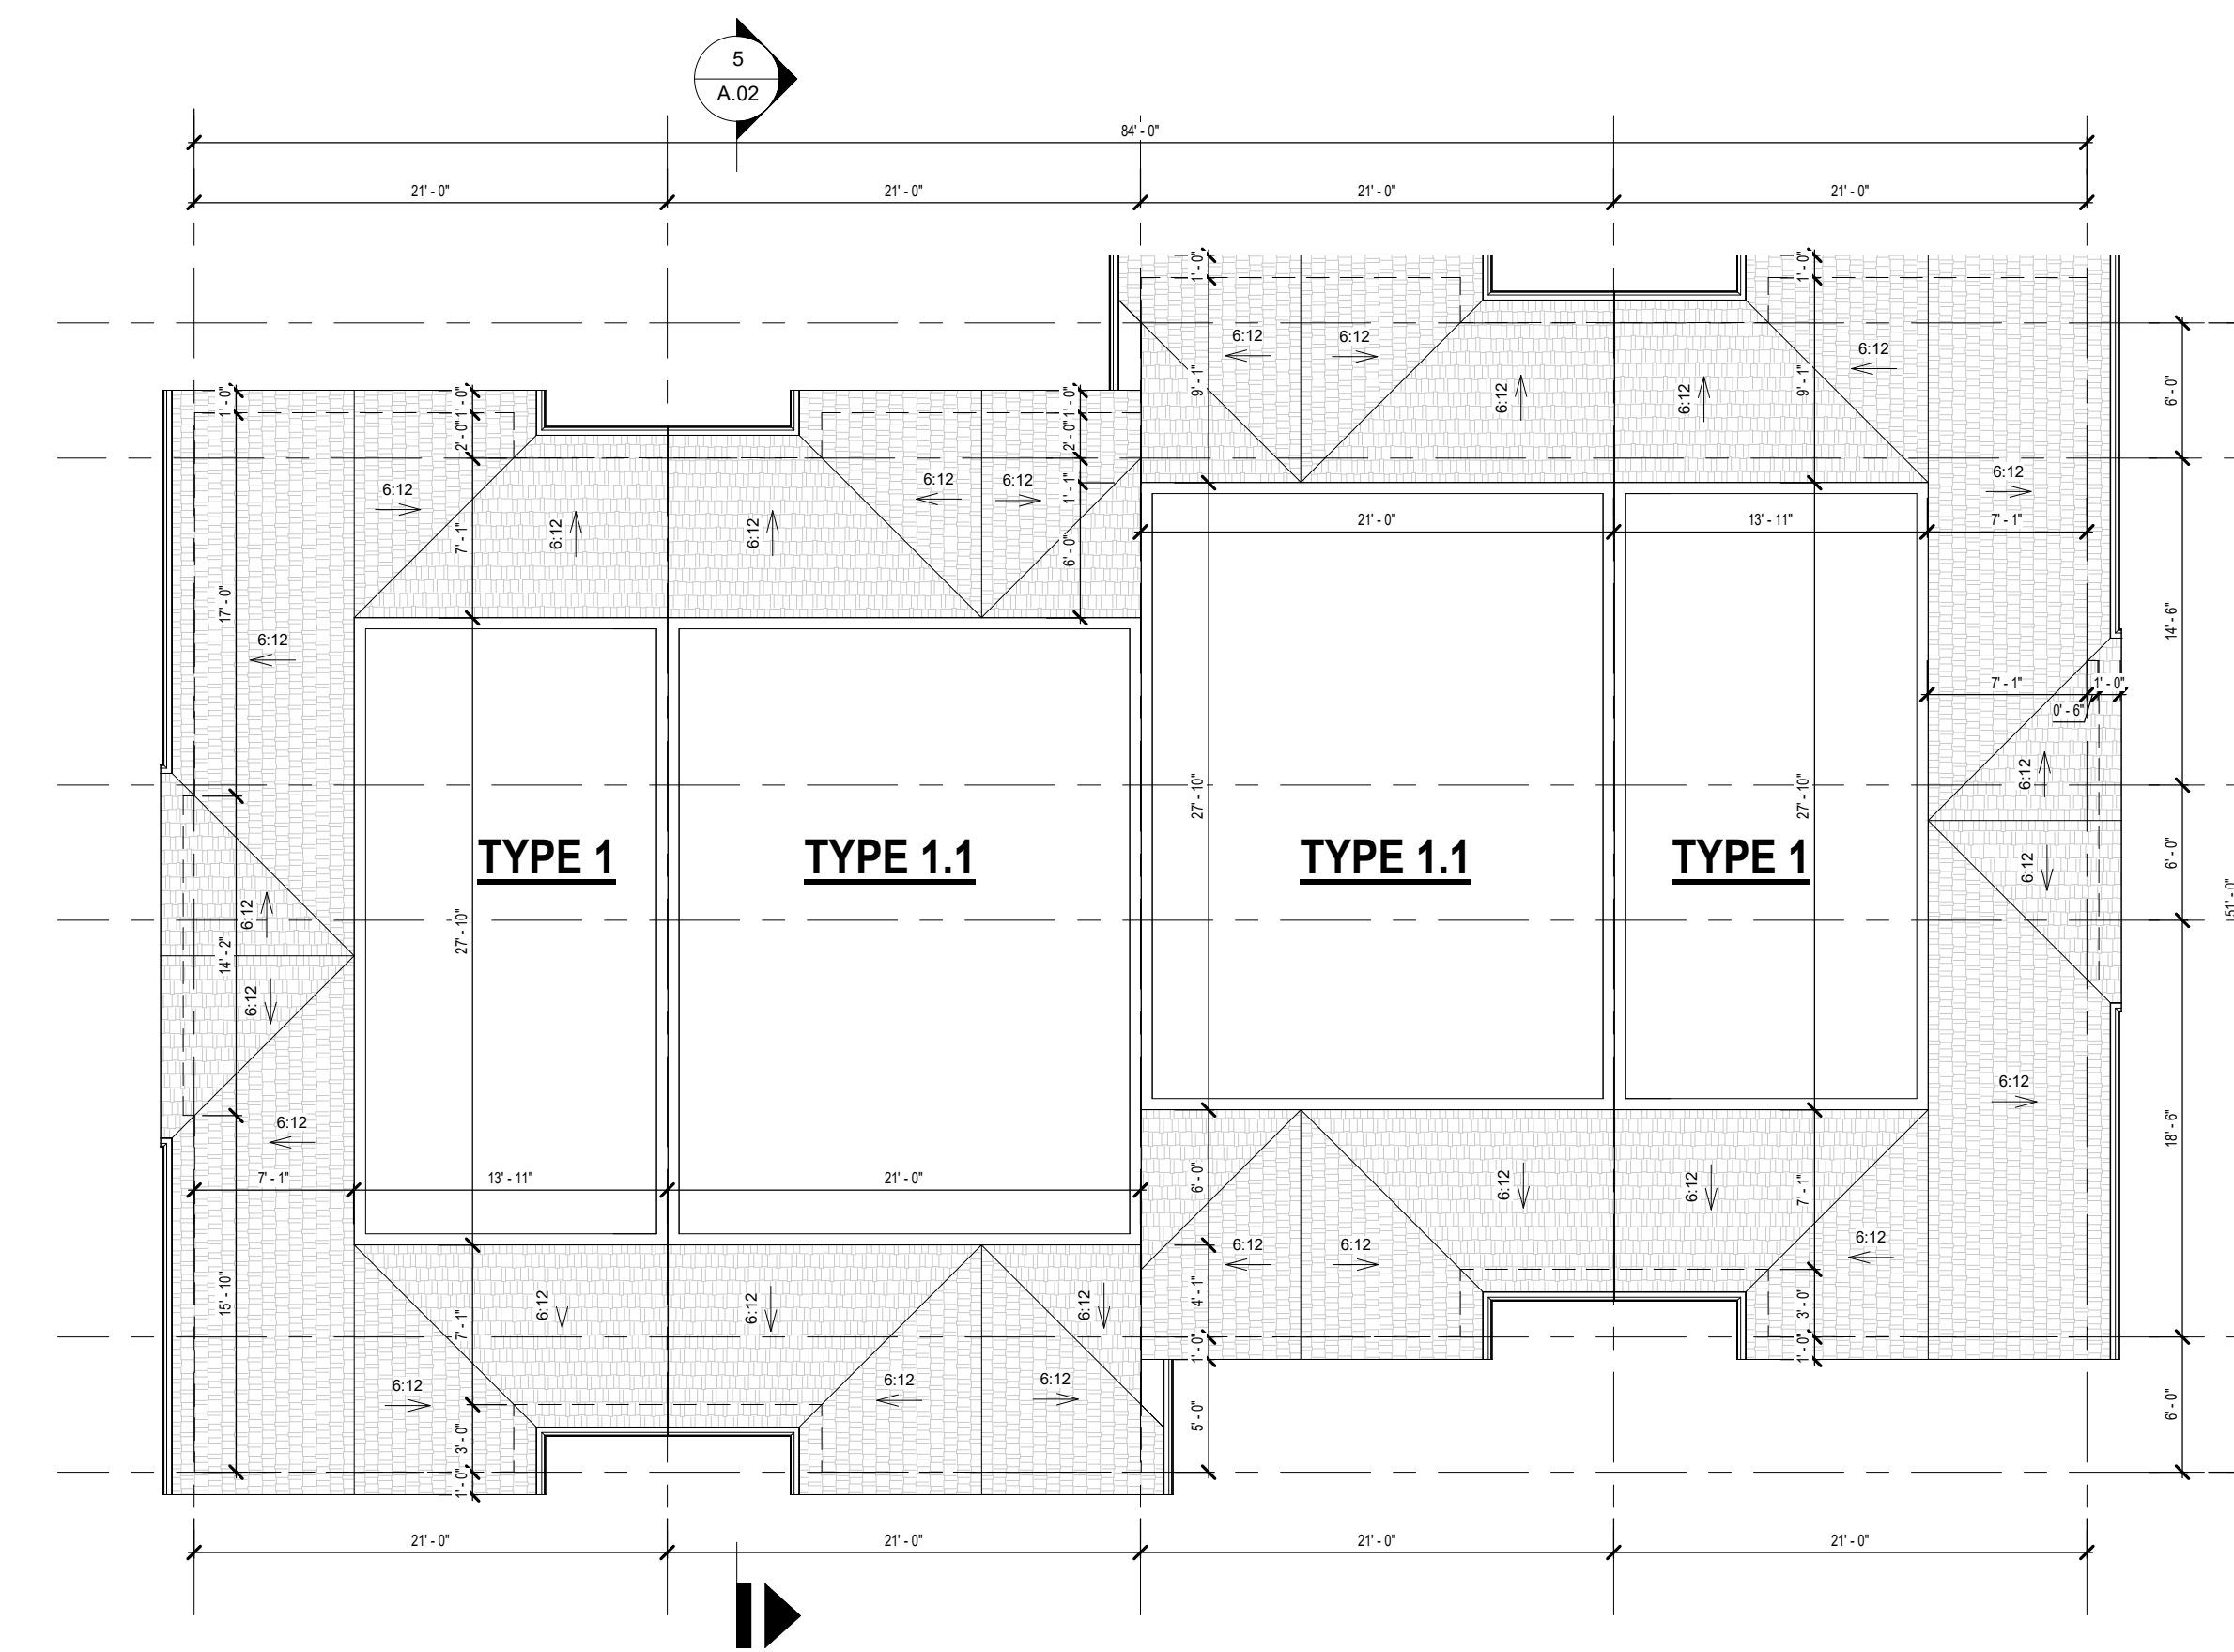 5
A.02
84' - 0"
21' - 0"
21' - 0"
21' - 0"
21' - 0"
1' - 0"
1' - 0"
6:12
6:12
6:12
9' - 1"
9' - 1"
6:12
6:12
6' - 0"
1' - 0"
1' - 0"
1' - 0"
2' - 0"
2' - 0"
6:12
6:12
6:12
1' - 1"
6:12
7' - 1"
6:12
6:12
6' - 0"
21' - 0"
13' - 11"
7' - 1"
17' - 0"
6:12
14' - 6"
7' - 1"
1' - 0"
0' - 6"
27' - 10"
27' - 10"
6:12
TYPE 1
TYPE 1.1
TYPE 1.1
TYPE 1
6:12
6' - 0"
51' - 0"
6:12
14' - 2"
27' - 10"
6:12
6:12
6:12
18' - 6"
7' - 1"
13' - 11"
21' - 0"
6' - 0"
6:12
6:12
7' - 1"
6:12
6:12
6:12
15' - 10"
4' - 1"
7' - 1"
6:12
6:12
6:12
3' - 0"
1' - 0"
1' - 0"
6:12
6:12
6:12
5' - 0"
6' - 0"
3' - 0"
1' - 0"
21' - 0"
21' - 0"
21' - 0"
21' - 0"